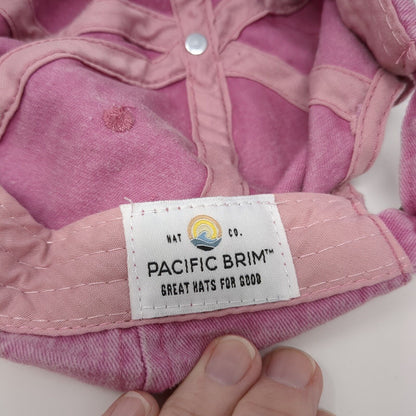 HAT CO.
PACIFIC BRIM™
GREAT HATS FOR GOOD